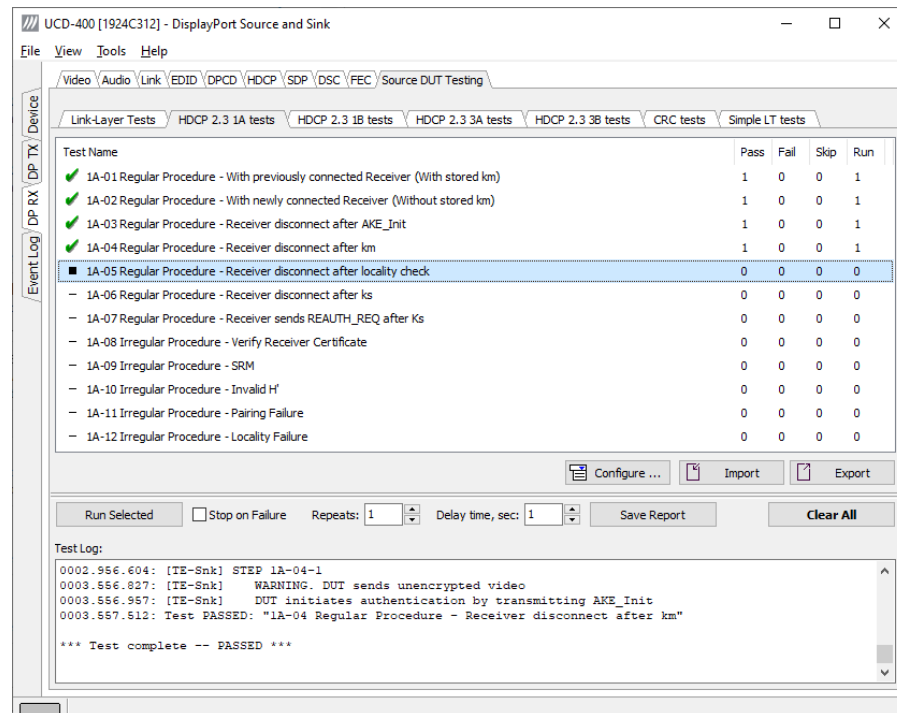 UCD-400 [1924C312] - DisplayPort Source and Sink
File View Tools Help
Video Audio Link EDID DPCD HDCP SDP DSC FEC Source DUT Testing
Device
DP TX
DP RX
Event Log
Link-Layer Tests HDCP 2.3 1A tests HDCP 2.3 1B tests HDCP 2.3 3A tests HDCP 2.3 3B tests CRC tests Simple LT tests
Test Name Pass Fail Skip Run
1A-01 Regular Procedure - With previously connected Receiver (With stored km) 1 0 0 1
1A-02 Regular Procedure - With newly connected Receiver (Without stored km) 1 0 0 1
1A-03 Regular Procedure - Receiver disconnect after AKE_Init 1 0 0 1
1A-04 Regular Procedure - Receiver disconnect after km 1 0 0 1
1A-05 Regular Procedure - Receiver disconnect after locality check 0 0 0 0
1A-06 Regular Procedure - Receiver disconnect after ks 0 0 0 0
1A-07 Regular Procedure - Receiver sends REAUTH_REQ after Ks 0 0 0 0
1A-08 Irregular Procedure - Verify Receiver Certificate 0 0 0 0
1A-09 Irregular Procedure - SRM 0 0 0 0
1A-10 Irregular Procedure - Invalid H' 0 0 0 0
1A-11 Irregular Procedure - Pairing Failure 0 0 0 0
1A-12 Irregular Procedure - Locality Failure 0 0 0 0
Configure ... Import Export
Run Selected Stop on Failure Repeats: 1 Delay time, sec: 1 Save Report Clear All
Test Log:
0002.956.604: [TE-Snk] STEP 1A-04-1
0003.556.827: [TE-Snk] WARNING. DUT sends unencrypted video
0003.556.957: [TE-Snk] DUT initiates authentication by transmitting AKE_Init
0003.557.512: Test PASSED: "1A-04 Regular Procedure - Receiver disconnect after km"
*** Test complete -- PASSED ***